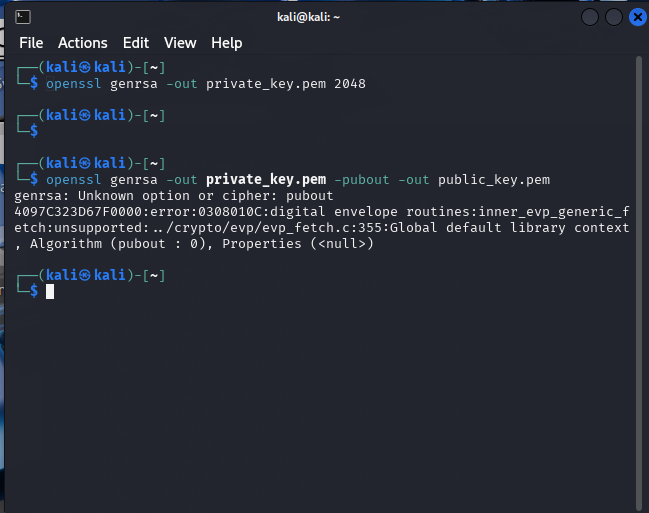 kali@kali: ~
File Actions Edit View Help
┌──(kali㉿kali)-[~]
└─$ openssl genrsa -out private_key.pem 2048
┌──(kali㉿kali)-[~]
└─$
┌──(kali㉿kali)-[~]
└─$ openssl genrsa -out private_key.pem -pubout -out public_key.pem
genrsa: Unknown option or cipher: pubout
4097C323D67F0000:error:0308010C:digital envelope routines:inner_evp_generic_f
etch:unsupported:../crypto/evp/evp_fetch.c:355:Global default library context
, Algorithm (pubout : 0), Properties (<null>)
┌──(kali㉿kali)-[~]
└─$